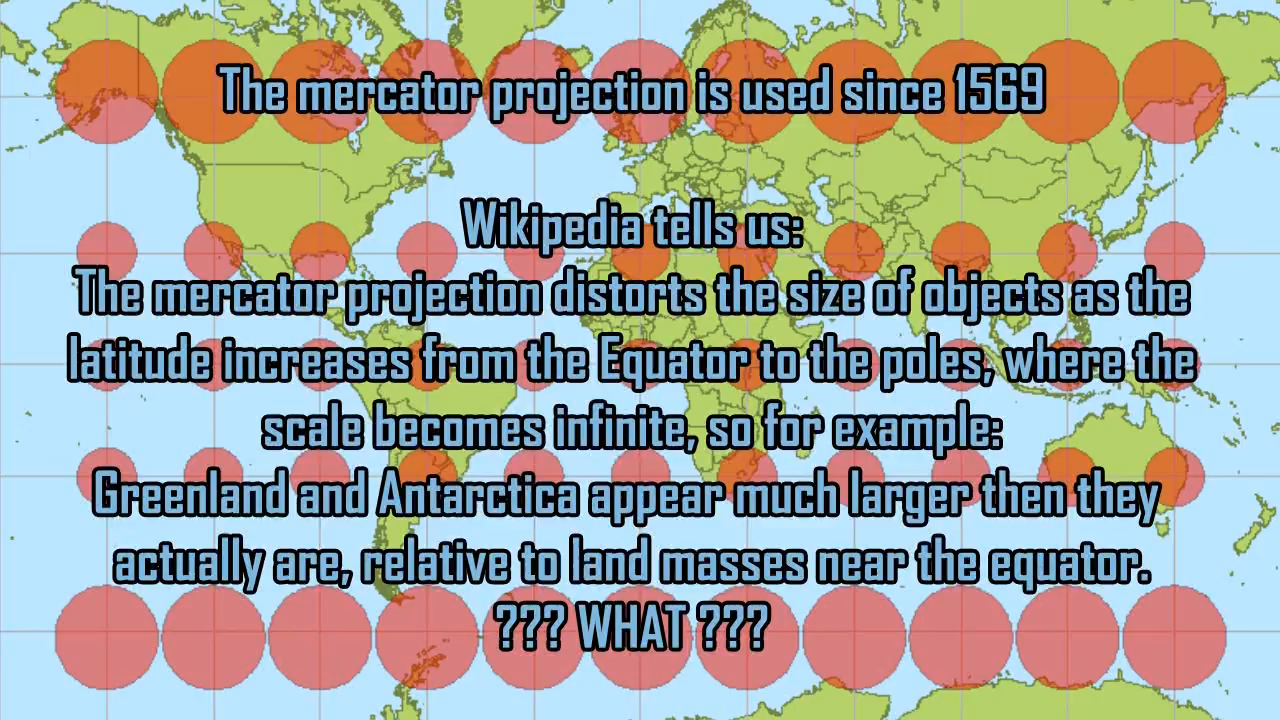 The mercator projection is used since 1569
Wikipedia tells us:
The mercator projection distorts the size of objects as the
latitude increases from the Equator to the poles, where the
scale becomes infinite, so for example:
Greenland and Antarctica appear much larger then they
actually are, relative to land masses near the equator.
??? WHAT ???